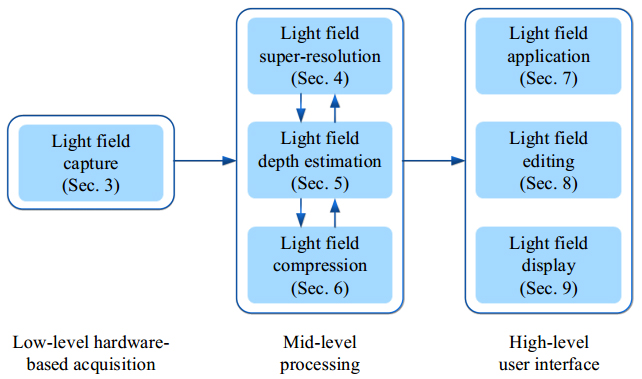 Light field
capture
(Sec. 3)
Low-level hardware-
based acquisition
Light field
super-resolution
(Sec. 4)
Light field
depth estimation
(Sec. 5)
Light field
compression
(Sec. 6)
Mid-level
processing
Light field
application
(Sec. 7)
Light field
editing
(Sec. 8)
Light field
display
(Sec. 9)
High-level
user interface